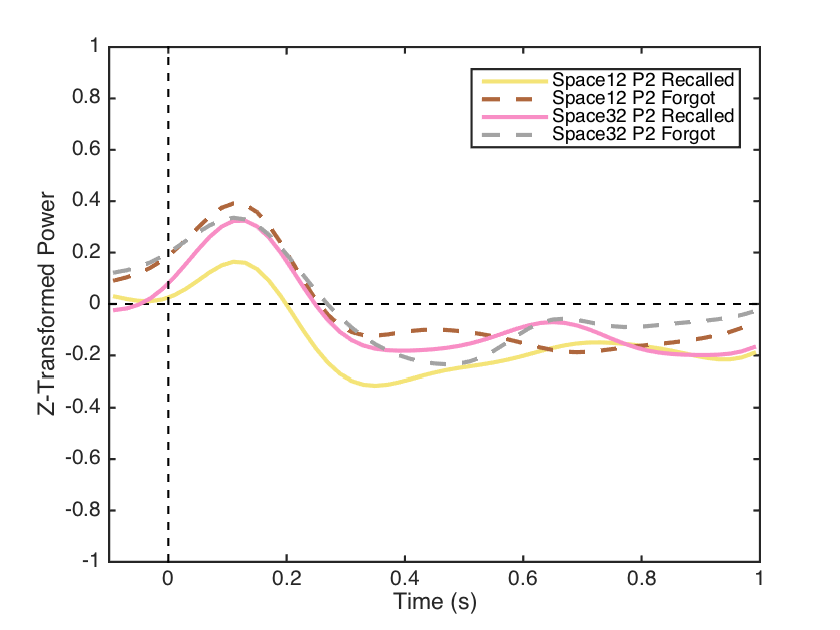 1
0.8
0.6
0.4
0.2
0
-0.2
-0.4
-0.6
-0.8
-1
Z-Transformed Power
Space12 P2 Recalled
Space12 P2 Forgot
Space32 P2 Recalled
Space32 P2 Forgot
0 0.2 0.4 0.6 0.8 1
Time (s)